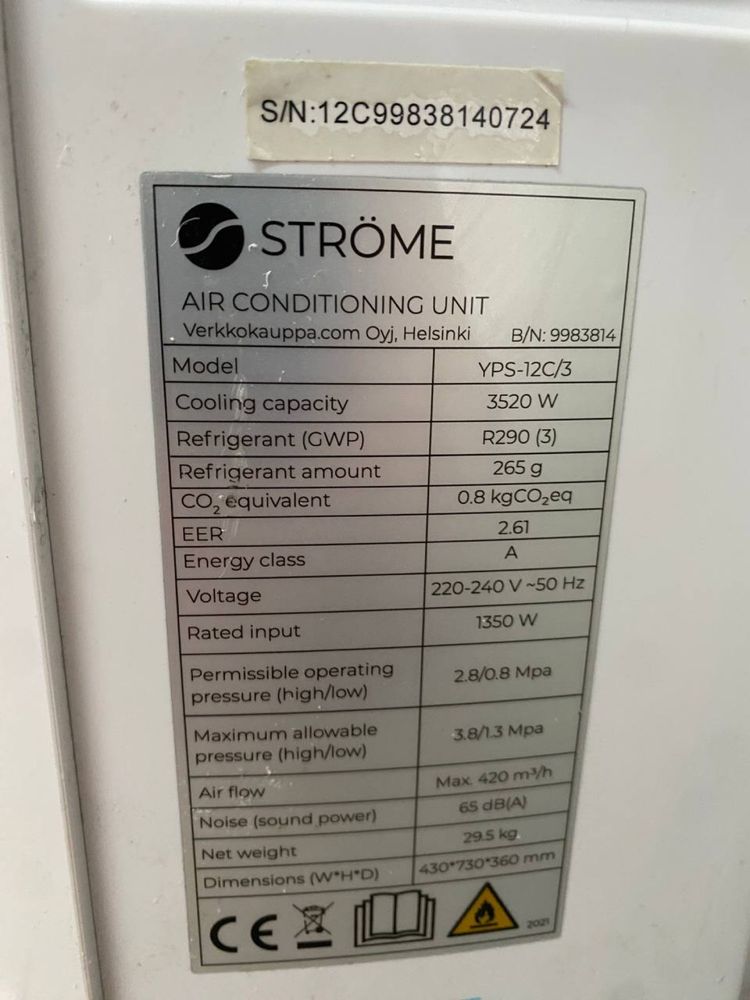 S/N:12C99838140724
STRÖME
AIR CONDITIONING UNIT
Verkkokauppa.com Oyj, Helsinki B/N: 9983814
Model YPS-12C/3
Cooling capacity 3520 W
Refrigerant (GWP) R290 (3)
Refrigerant amount 265 g
CO₂ equivalent 0.8 kgCO₂eq
EER 2.61
Energy class A
Voltage 220-240 V ~50 Hz
Rated input 1350 W
Permissible operating
pressure (high/low) 2.8/0.8 Mpa
Maximum allowable
pressure (high/low) 3.8/1.3 Mpa
Air flow Max. 420 m³/h
Noise (sound power) 65 dB(A)
Net weight 29.5 kg
Dimensions (W*H*D) 430*730*360 mm
CE 2021